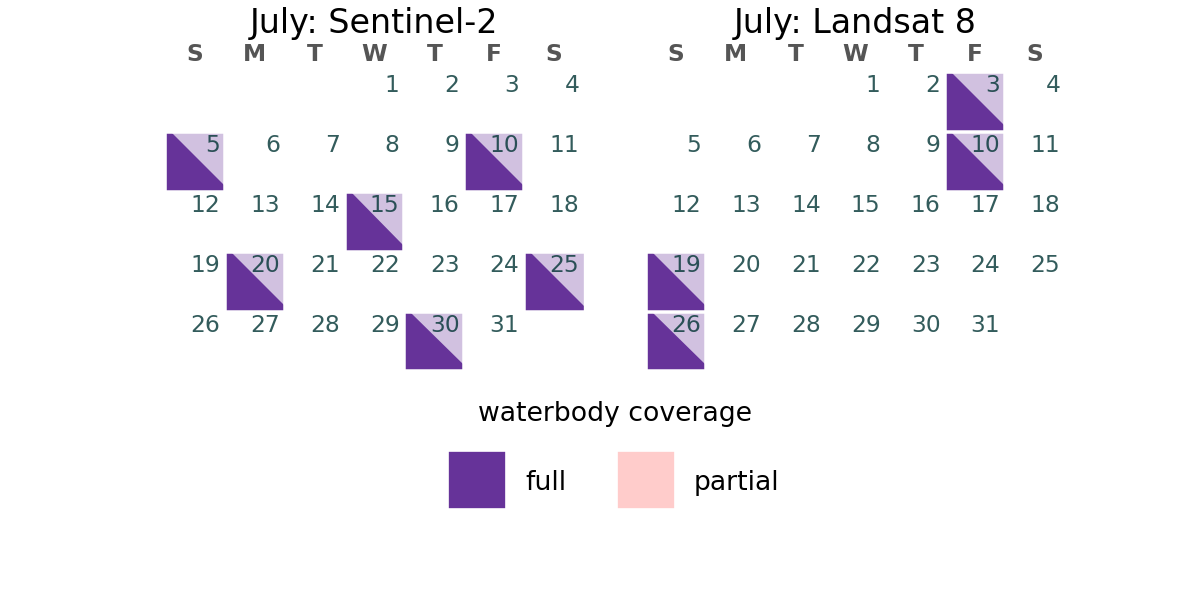 July: Sentinel-2
S M T W T F S
1 2 3 4
5 6 7 8 9 10 11
12 13 14 15 16 17 18
19 20 21 22 23 24 25
26 27 28 29 30 31
July: Landsat 8
S M T W T F S
1 2 3 4
5 6 7 8 9 10 11
12 13 14 15 16 17 18
19 20 21 22 23 24 25
26 27 28 29 30 31
waterbody coverage
full partial